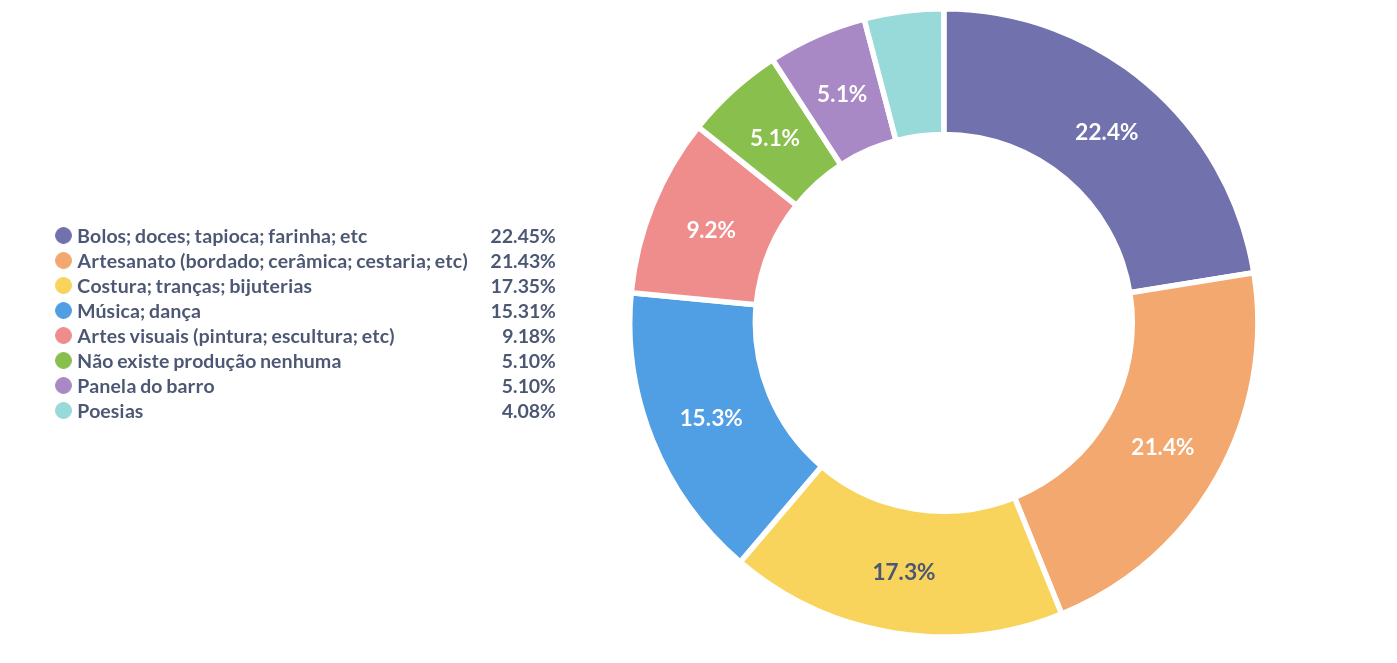 Bolos; doces; tapioca; farinha; etc 22.45%
Artesanato (bordado; cerâmica; cestaria; etc) 21.43%
Costura; tranças; bijuterias 17.35%
Música; dança 15.31%
Artes visuais (pintura; escultura; etc) 9.18%
Não existe produção nenhuma 5.10%
Panela do barro 5.10%
Poesias 4.08%
5.1%
22.4%
5.1%
9.2%
15.3%
21.4%
17.3%